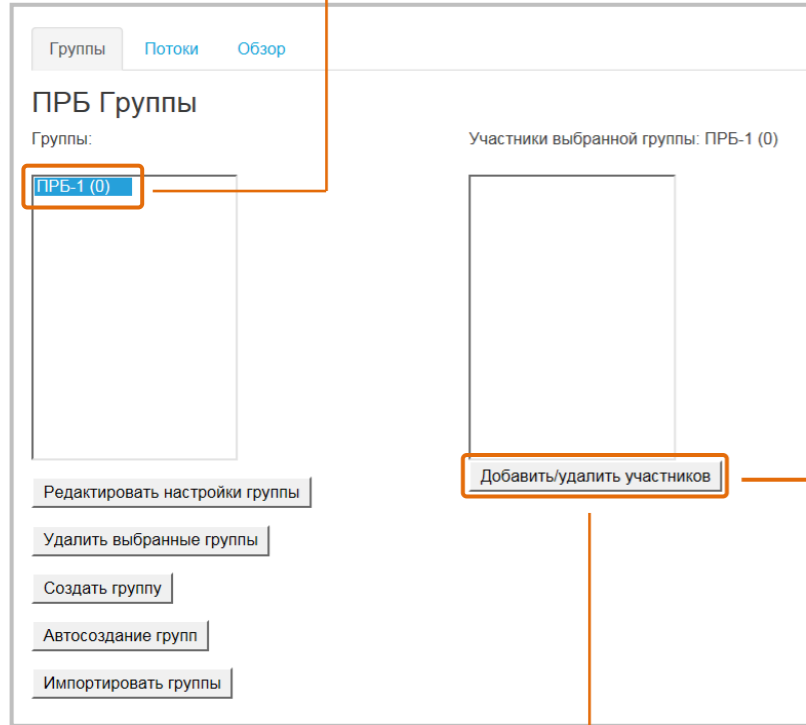 Группы Потоки Обзор
ПРБ Группы
Группы:
ПРБ-1 (0)
Редактировать настройки группы
Удалить выбранные группы
Создать группу
Автосоздание групп
Импортировать группы
Участники выбранной группы: ПРБ-1 (0)
Добавить/удалить участников